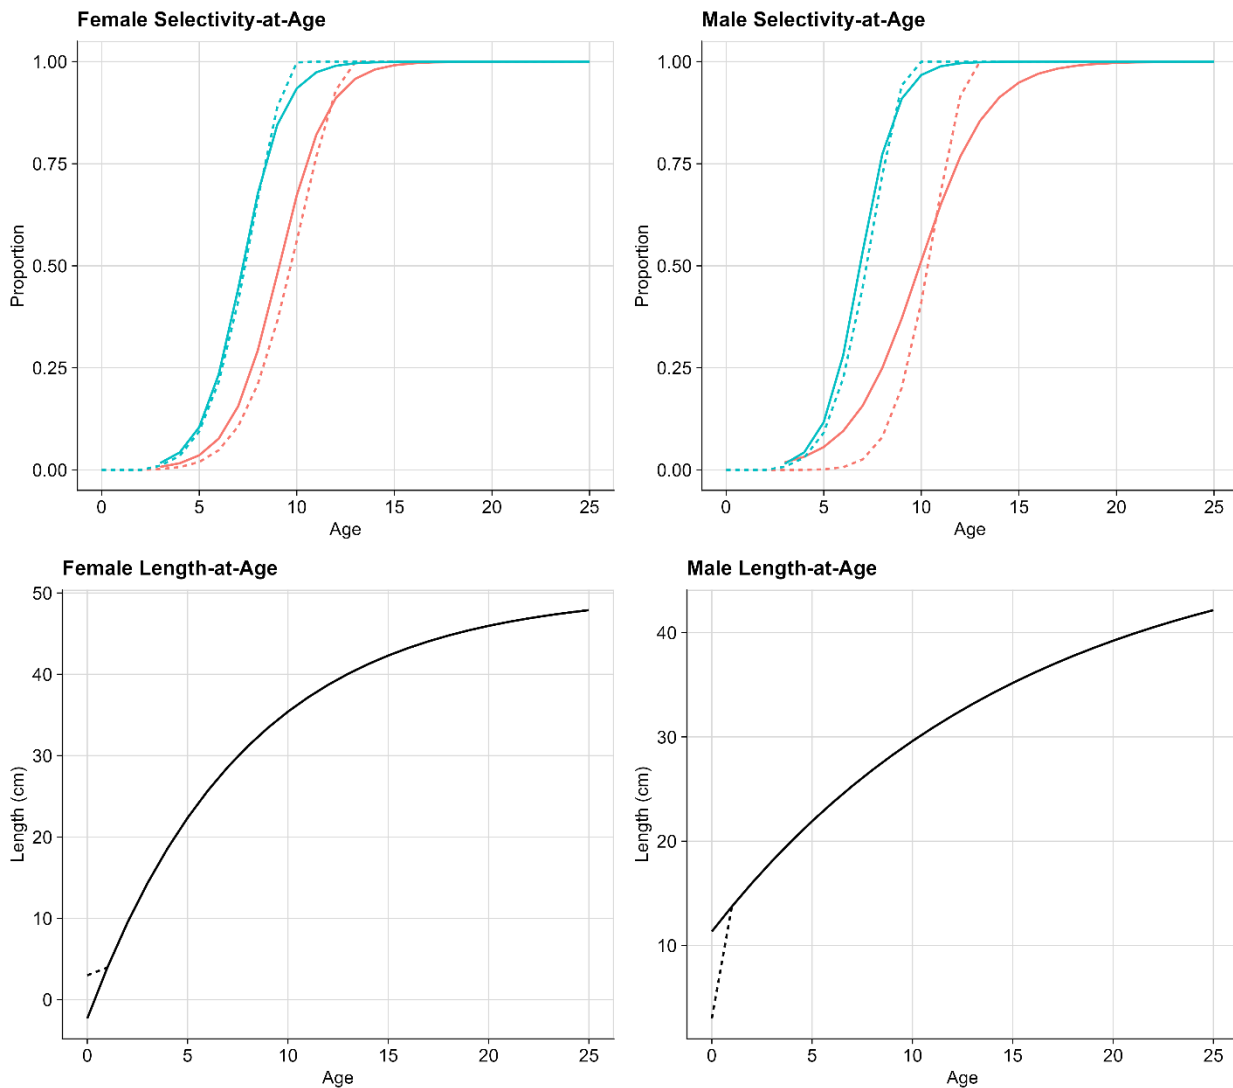 Female Selectivity-at-Age
1.00
0.75
0.50
0.25
0.00
Proportion
0 5 10 15 20 25
Age
Male Selectivity-at-Age
1.00
0.75
0.50
0.25
0.00
Proportion
0 5 10 15 20 25
Age
Female Length-at-Age
50
40
30
20
10
0
Length (cm)
0 5 10 15 20 25
Age
Male Length-at-Age
40
30
20
10
Length (cm)
0 5 10 15 20 25
Age